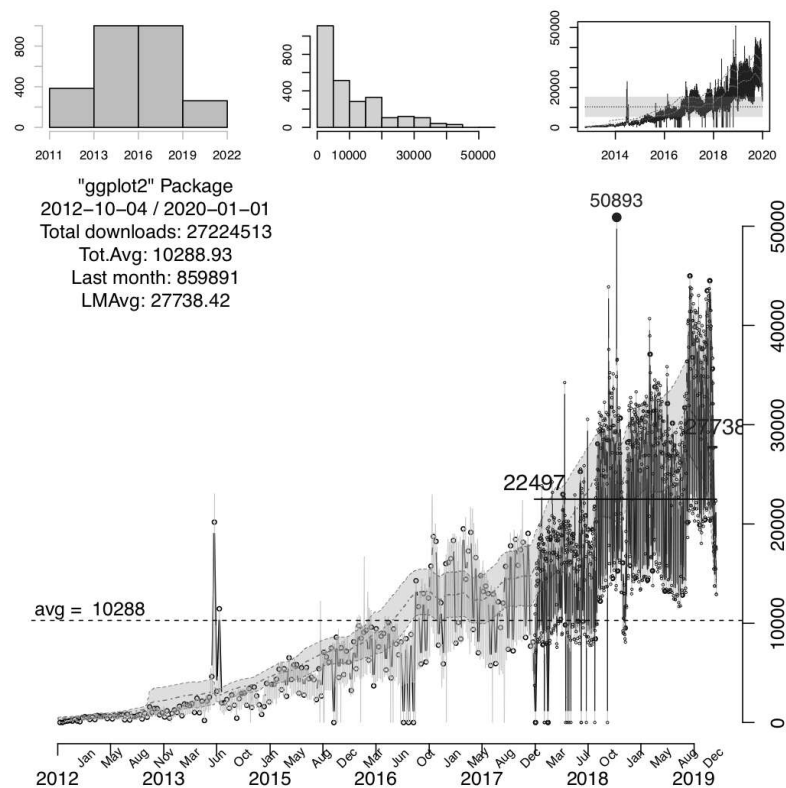 800
400
0
2011 2013 2016 2019 2022
800
400
0
0 10000 30000 50000
50000
20000
0
2014 2016 2018 2020
"ggplot2" Package
2012−10−04 / 2020−01−01
Total downloads: 27224513
Tot.Avg: 10288.93
Last month: 859891
LMAvg: 27738.42
50893
50000
40000
30000
27738
22497
20000
avg = 10288
10000
0
Jan May Aug Nov Mar Jun Oct Jan May Aug Dec Mar Jun Oct Jan May Aug Dec Mar Jul Oct Jan May Aug Dec
2012 2013 2015 2016 2017 2018 2019